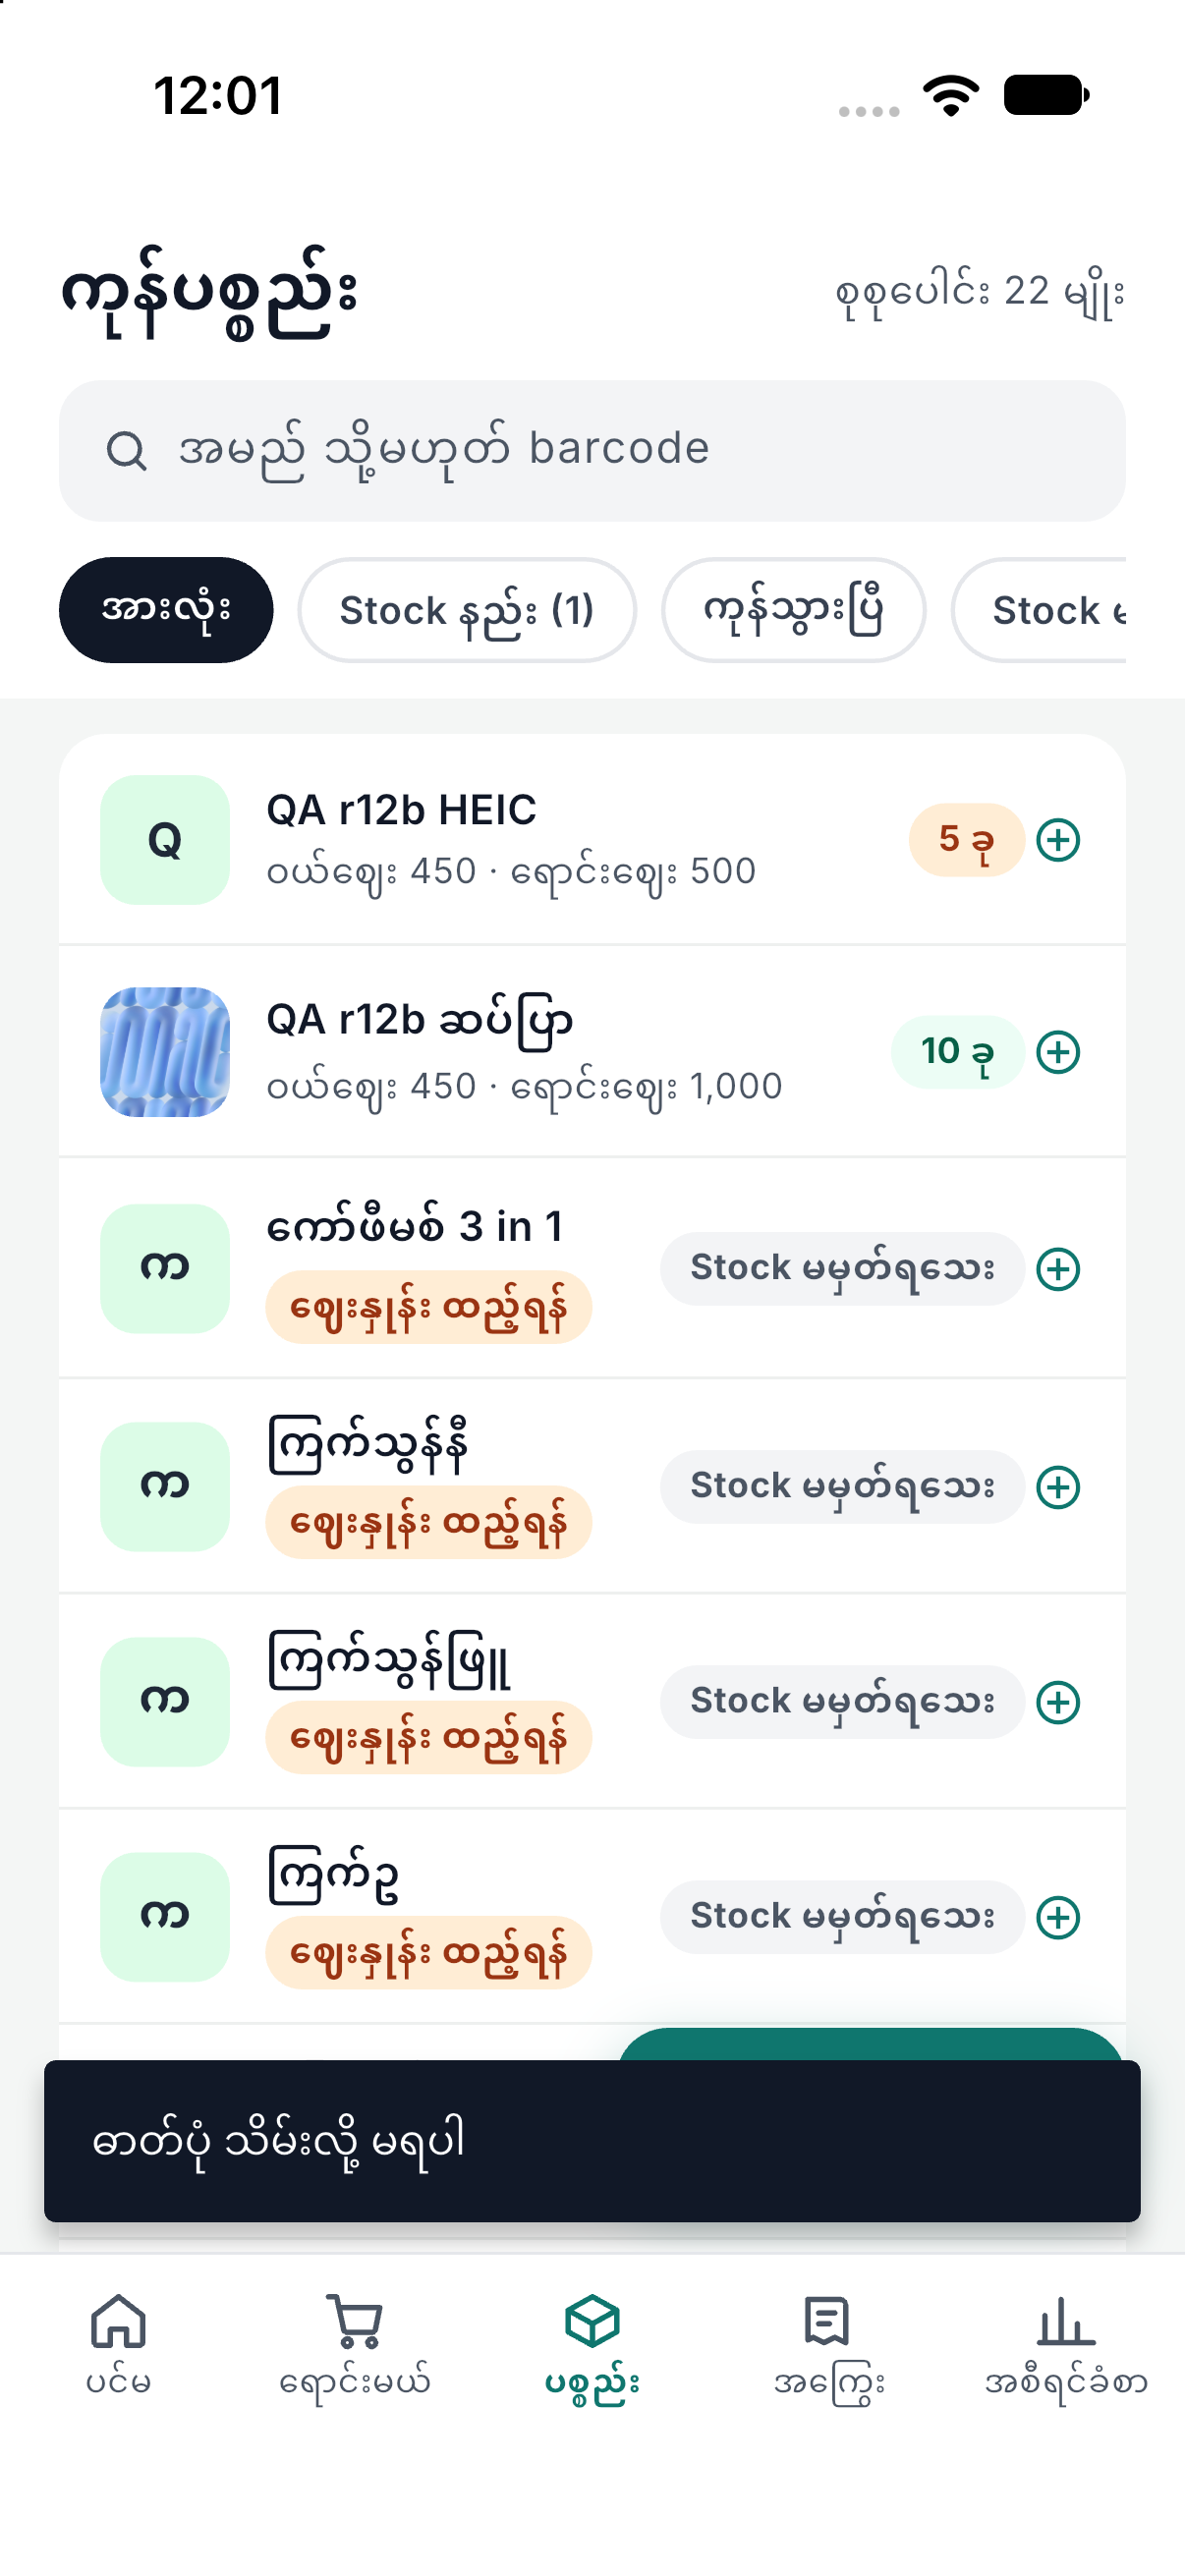 12:01
ကုန်ပစ္စည်း
စုစုပေါင်း 22 မျိုး
အမည် သို့မဟုတ် barcode
အားလုံး
Stock နည်း (1)
ကုန်သွားပြီ
Stock
Q
QA r12b HEIC
ဝယ်ဈေး 450 · ရောင်းဈေး 500
5 ခု
QA r12b ဆပ်ပြာ
ဝယ်ဈေး 450 · ရောင်းဈေး 1,000
10 ခု
က
ကော်ဖီမစ် 3 in 1
ဈေးနှုန်း ထည့်ရန်
Stock မမှတ်ရသေး
က
ကြက်သွန်နီ
ဈေးနှုန်း ထည့်ရန်
Stock မမှတ်ရသေး
က
ကြက်သွန်ဖြူ
ဈေးနှုန်း ထည့်ရန်
Stock မမှတ်ရသေး
က
ကြက်ဥ
ဈေးနှုန်း ထည့်ရန်
Stock မမှတ်ရသေး
ဓာတ်ပုံ သိမ်းလို့ မရပါ
ပင်မ
ရောင်းမယ်
ပစ္စည်း
အကြွေး
အစီရင်ခံစာ